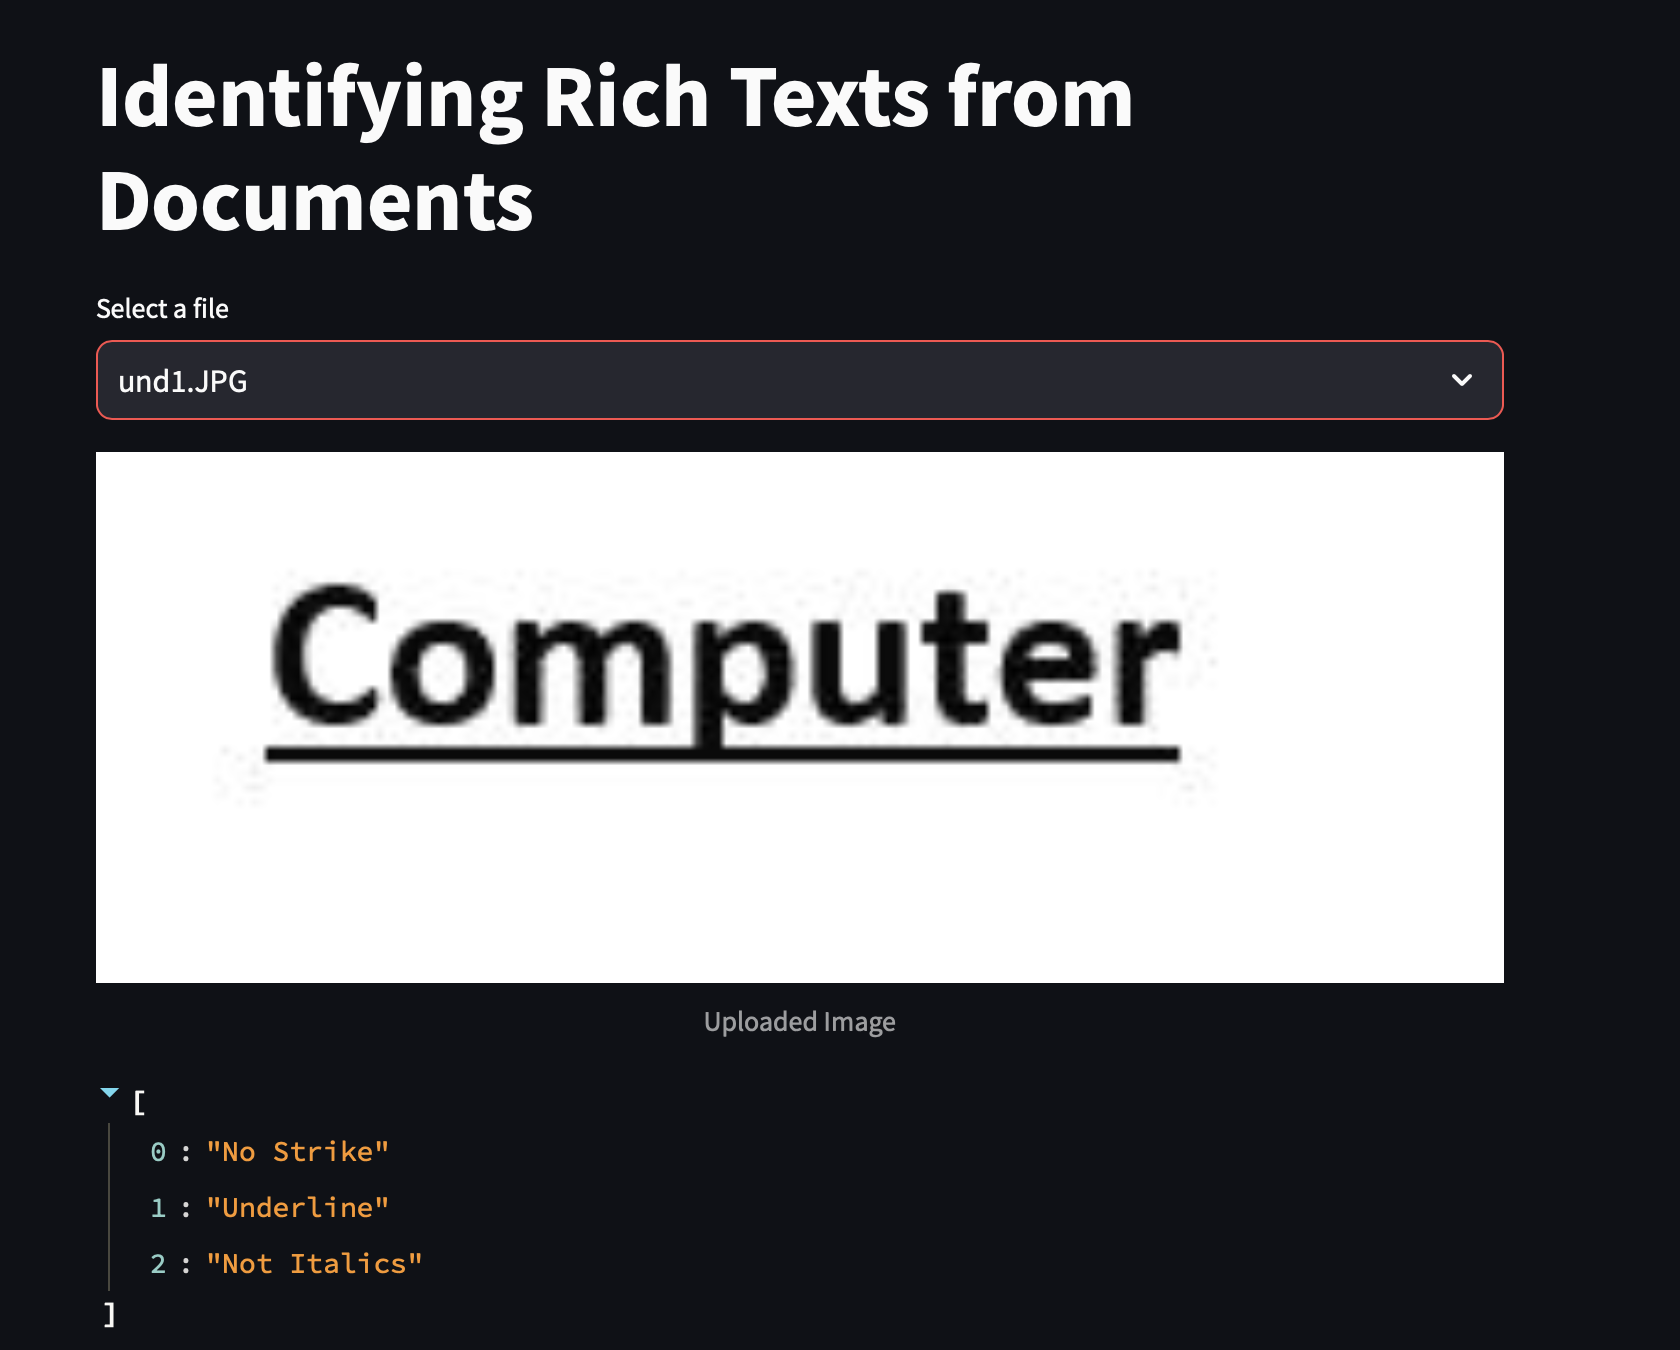 Identifying Rich Texts from
Documents
Select a file
und1.JPG
Computer
Uploaded Image
[
0 : "No Strike"
1 : "Underline"
2 : "Not Italics"
]